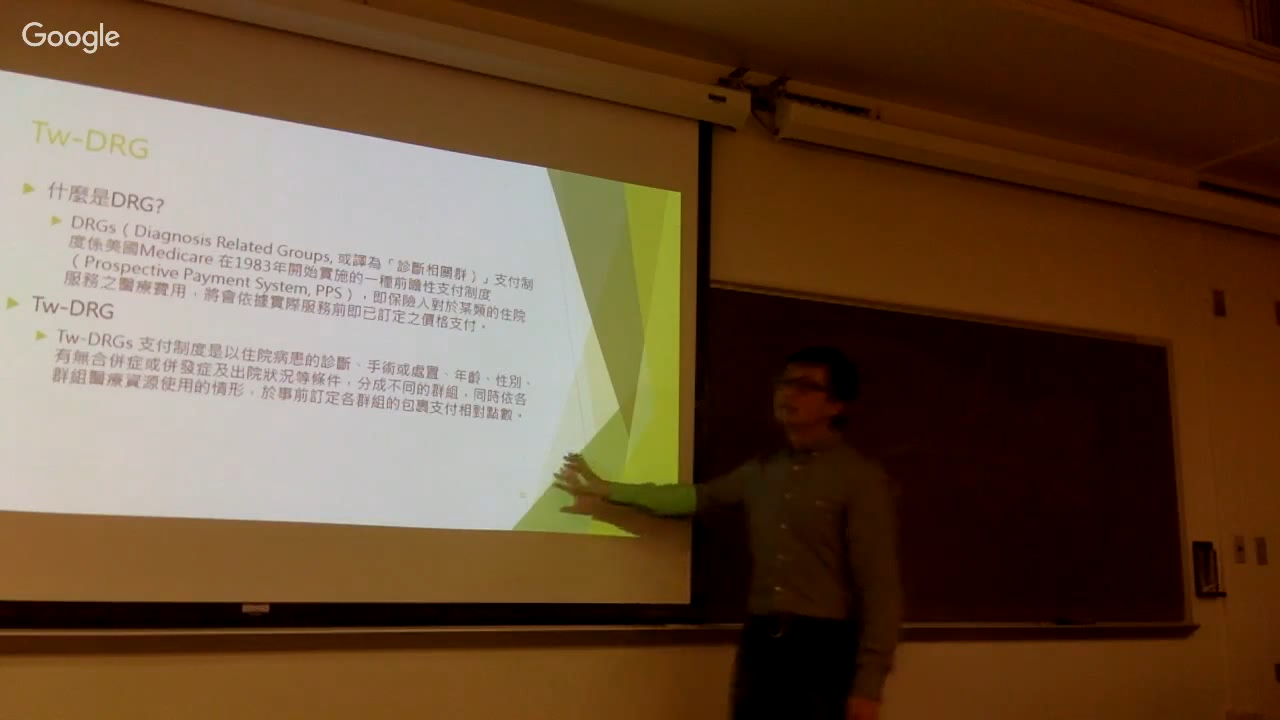 Google
Tw-DRG
什麼是DRG?
DRGs（Diagnosis Related Groups, 或譯為「診斷相關群）」支付制
度係美國Medicare 在1983年開始實施的一種前瞻性支付制度
（Prospective Payment System, PPS），即保險人對於某類的住院
服務之醫療費用，將會依據實際服務前即已訂定之價格支付。
Tw-DRG
Tw-DRGs 支付制度是以住院病患的診斷、手術或處置、年齡、性別、
有無合併症或併發症及出院狀況等條件，分成不同的群組，同時依各
群組醫療資源使用的情形，於事前訂定各群組的包裹支付相對點數。